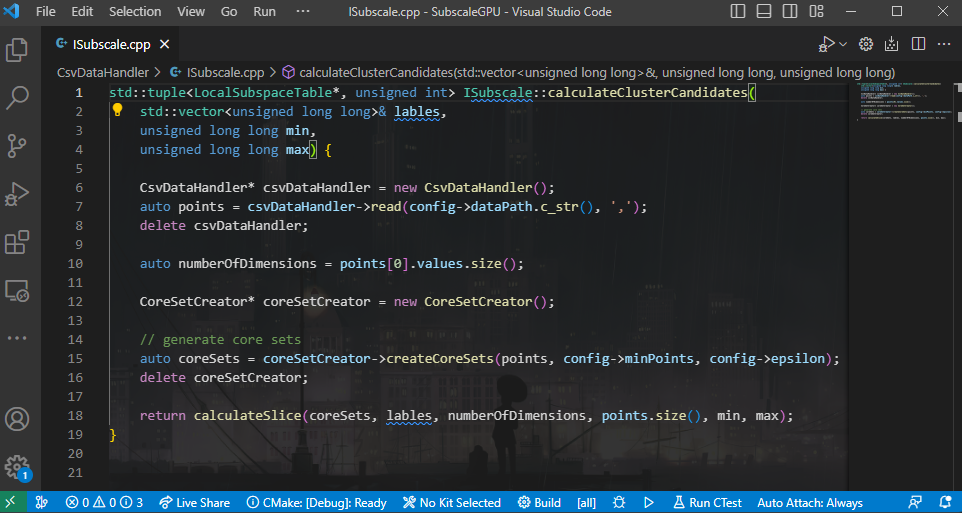 File Edit Selection View Go Run ··· ISubscale.cpp - SubscaleGPU - Visual Studio Code
ISubscale.cpp
CsvDataHandler > ISubscale.cpp > calculateClusterCandidates(std::vector<unsigned long long>&, unsigned long long, unsigned long long)
1 std::tuple<LocalSubspaceTable*, unsigned int> ISubscale::calculateClusterCandidates(
2 std::vector<unsigned long long>& lables,
3 unsigned long long min,
4 unsigned long long max) {
5
6 CsvDataHandler* csvDataHandler = new CsvDataHandler();
7 auto points = csvDataHandler->read(config->dataPath.c_str(), ',');
8 delete csvDataHandler;
9
10 auto numberOfDimensions = points[0].values.size();
11
12 CoreSetCreator* coreSetCreator = new CoreSetCreator();
13
14 // generate core sets
15 auto coreSets = coreSetCreator->createCoreSets(points, config->minPoints, config->epsilon);
16 delete coreSetCreator;
17
18 return calculateSlice(coreSets, lables, numberOfDimensions, points.size(), min, max);
19 }
20
21
1
0 0 3 Live Share CMake: [Debug]: Ready No Kit Selected Build [all] Run CTest Auto Attach: Always